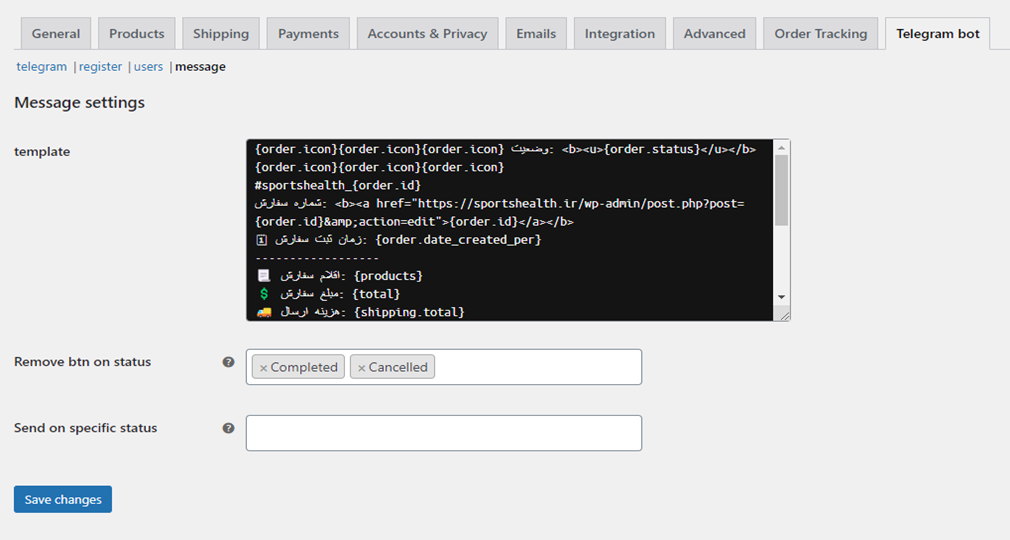 General Products Shipping Payments Accounts & Privacy Emails Integration Advanced Order Tracking Telegram bot
telegram | register | users | message
Message settings
template
{order.icon}{order.icon}{order.icon} وضعیت: <b><u>{order.status}</u></b>
{order.icon}{order.icon}{order.icon}
#sportshealth_{order.id}
شماره سفارش: <b><a href="https://sportshealth.ir/wp-admin/post.php?post=
{order.id}&amp;action=edit">{order.id}</a></b>
🗓 زمان ثبت سفارش: {order.date_created_per}
------------------
📃 اقلام سفارش: {products}
💲 مبلغ سفارش: {total}
🚚 هزینه ارسال: {shipping.total}
Remove btn on status ? × Completed × Cancelled
Send on specific status ?
Save changes